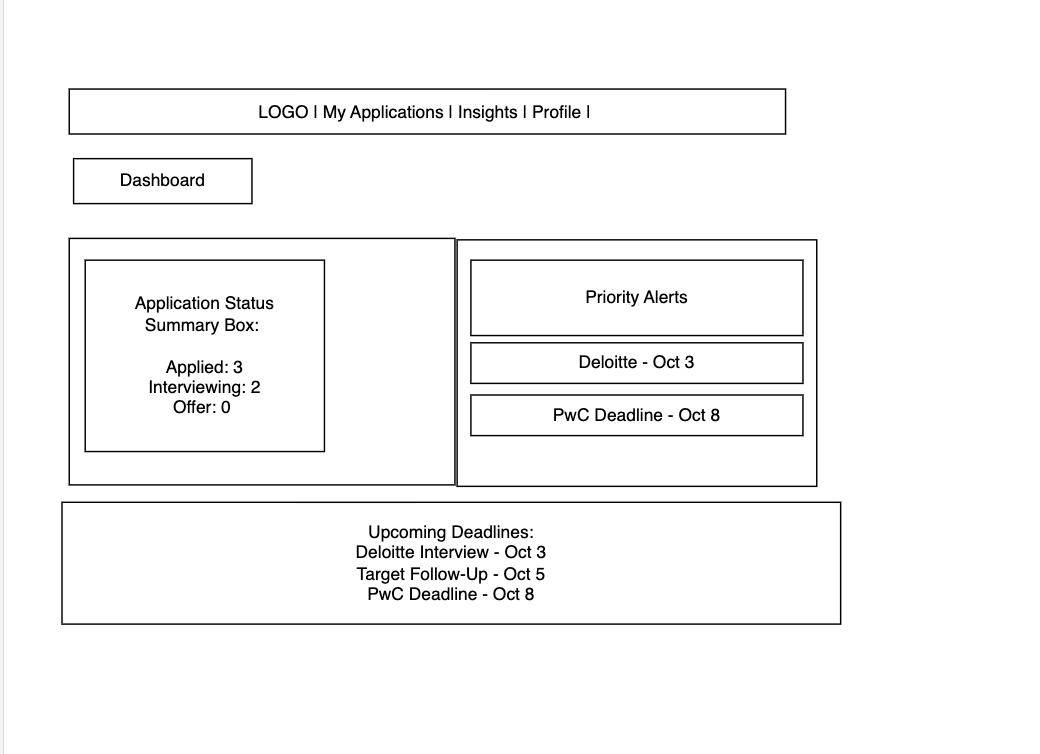 LOGO | My Applications | Insights | Profile |
Dashboard
Application Status
Summary Box:
Applied: 3
Interviewing: 2
Offer: 0
Priority Alerts
Deloitte - Oct 3
PwC Deadline - Oct 8
Upcoming Deadlines:
Deloitte Interview - Oct 3
Target Follow-Up - Oct 5
PwC Deadline - Oct 8